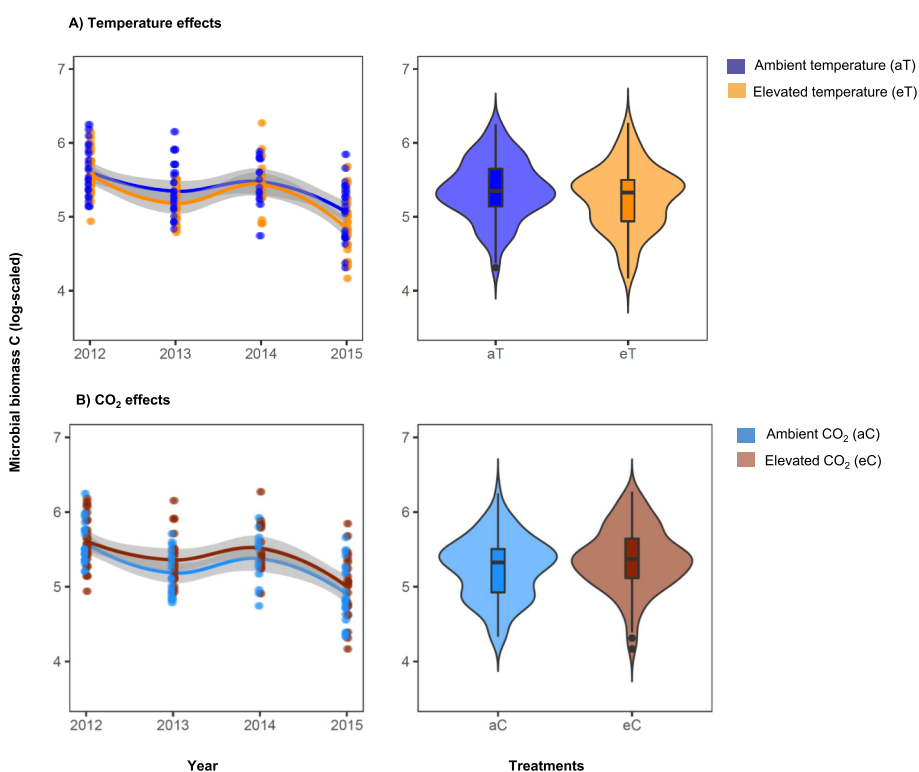 A) Temperature effects
7
6
5
4
2012 2013 2014 2015
7
6
5
4
aT eT
Ambient temperature (aT)
Elevated temperature (eT)
Microbial biomass C (log-scaled)
B) CO₂ effects
7
6
5
4
2012 2013 2014 2015
7
6
5
4
aC eC
Ambient CO₂ (aC)
Elevated CO₂ (eC)
Year
Treatments